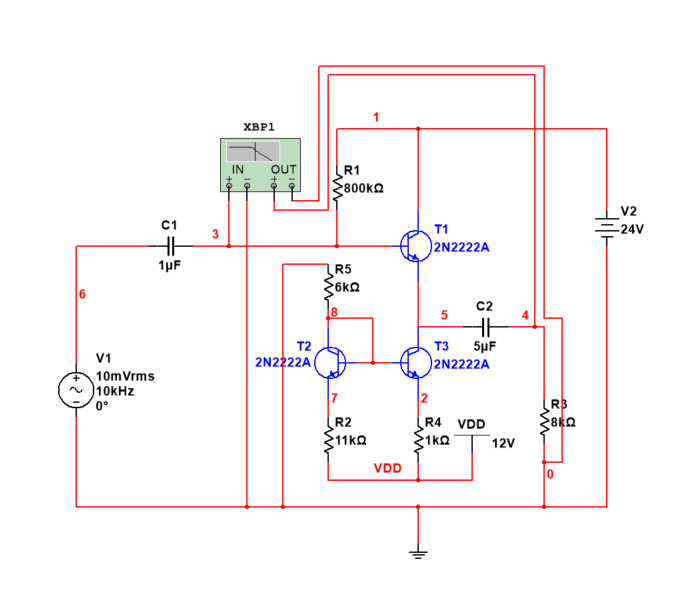 XBP1
IN OUT
+ − + −
1
R1
800kΩ
V2
24V
C1
1µF
3
T1
2N2222A
R5
6kΩ
6
8
C2
5µF
5
4
T2
2N2222A
T3
2N2222A
V1
10mVrms
10kHz
0°
7
2
R2
11kΩ
R4
1kΩ
VDD
12V
R3
8kΩ
VDD
0